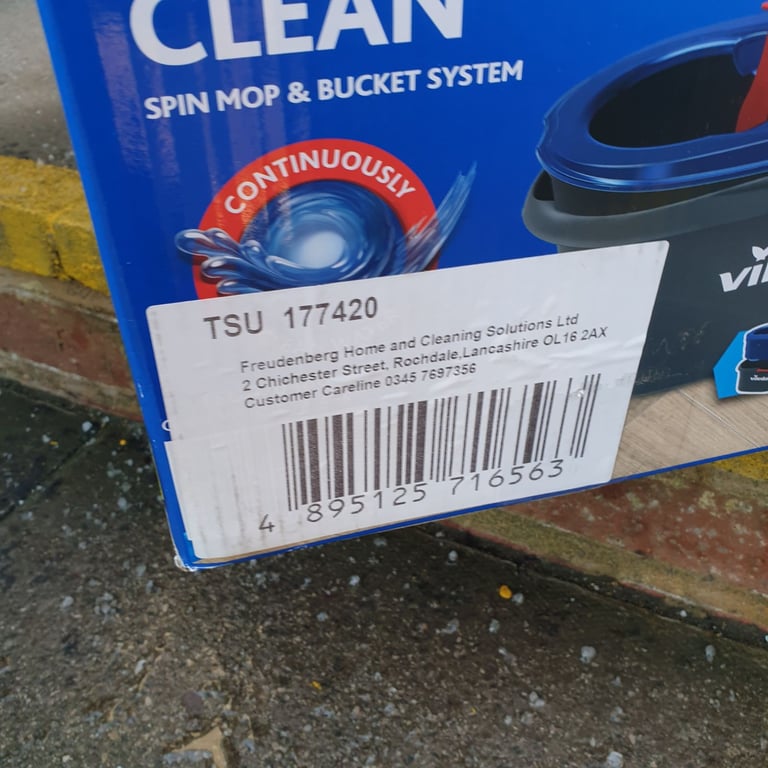 CLEAN
SPIN MOP & BUCKET SYSTEM
CONTINUOUSLY
TSU 177420
Freudenberg Home and Cleaning Solutions Ltd
2 Chichester Street, Rochdale,Lancashire OL16 2AX
Customer Careline 0345 7697356
4 895125 716563